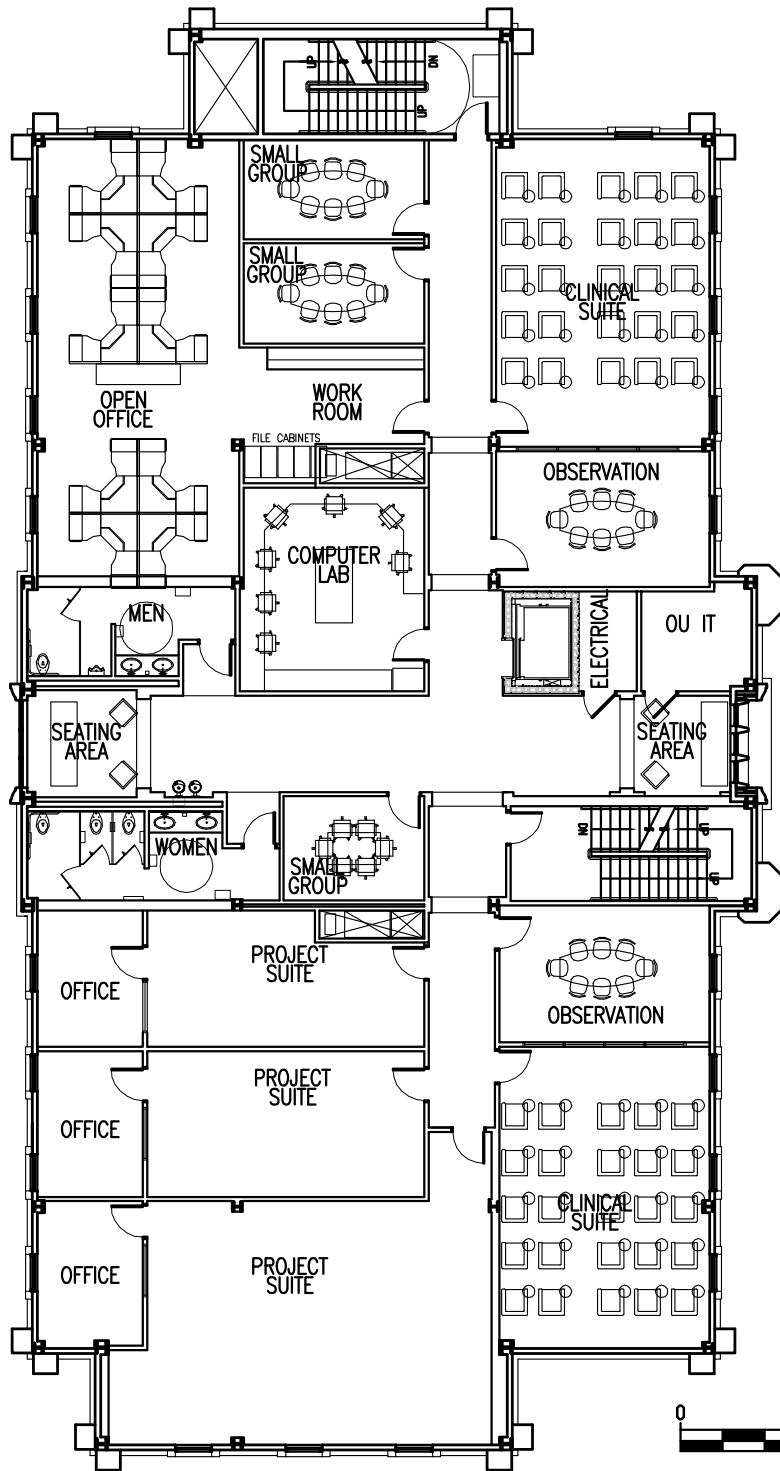 UP
DN
UP
SMALL
GROUP
SMALL
GROUP
CLINICAL
SUITE
OPEN
OFFICE
WORK
ROOM
FILE CABINETS
OBSERVATION
COMPUTER
LAB
MEN
ELECTRICAL
OU IT
SEATING
AREA
SEATING
AREA
WOMEN
SMALL
GROUP
DN
UP
UP
PROJECT
SUITE
OFFICE
OBSERVATION
PROJECT
SUITE
OFFICE
CLINICAL
SUITE
PROJECT
SUITE
OFFICE
0